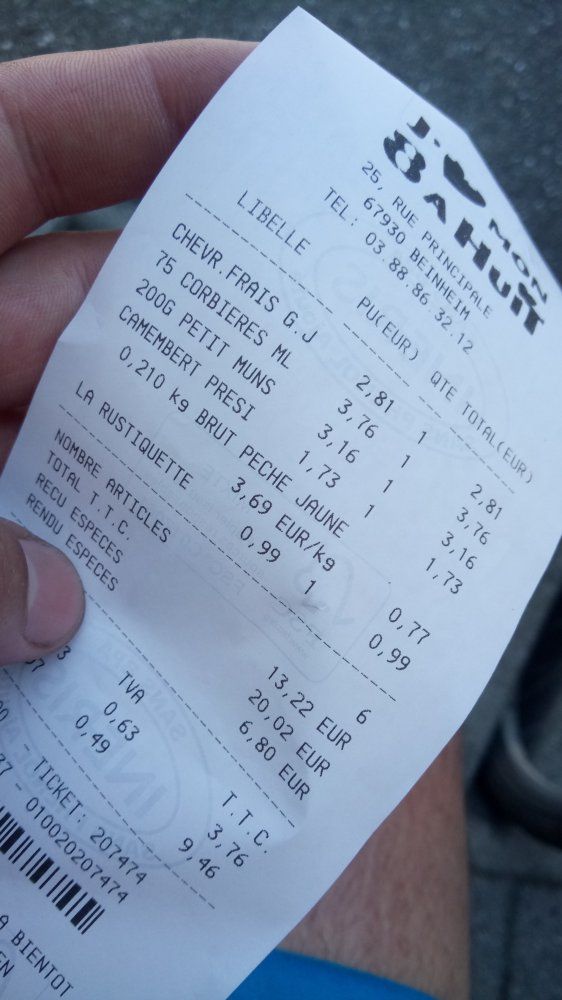 J. MON
8 A HUIT
25, RUE PRINCIPALE
67930 BEINHEIM
TEL: 03.88.86.32.12
LIBELLE PU(EUR) QTE TOTAL(EUR)
CHEVR.FRAIS G.J 2,81 1 2,81
75 CORBIERES ML 3,76 1 3,76
200G PETIT MUNS 3,16 1 3,16
CAMEMBERT PRESI 1,73 1 1,73
0,210 kg BRUT PECHE JAUNE
3,69 EUR/kg 0,77
LA RUSTIQUETTE 0,99 1 0,99
NOMBRE ARTICLES 6
TOTAL T.T.C. 13,22 EUR
RECU ESPECES 20,02 EUR
RENDU ESPECES 6,80 EUR
TVA T.T.C.
0,63 3,76
0,49 9,46
- TICKET: 207474
- 010020207474
A BIENTOT